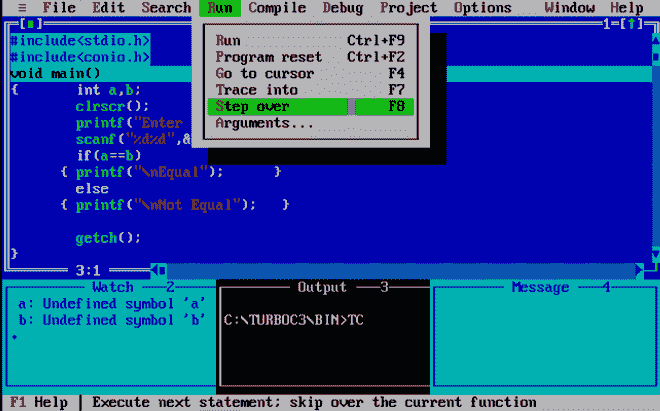 ≡ File Edit Search Run Compile Debug Project Options Window Help
1=[↑]
Run Ctrl+F9
Program reset Ctrl+F2
Go to cursor F4
Trace into F7
Step over F8
Arguments...
#include<stdio.h>
#include<conio.h>
void main()
{ int a,b;
clrscr();
printf("Enter
scanf("%d%d",&
if(a==b)
{ printf("\nEqual"); }
else
{ printf("\nNot Equal"); }
getch();
}
3:1
Watch 2
a: Undefined symbol 'a'
b: Undefined symbol 'b'
Output 3
C:\TURBOC3\BIN>TC
Message 4
F1 Help | Execute next statement; skip over the current function